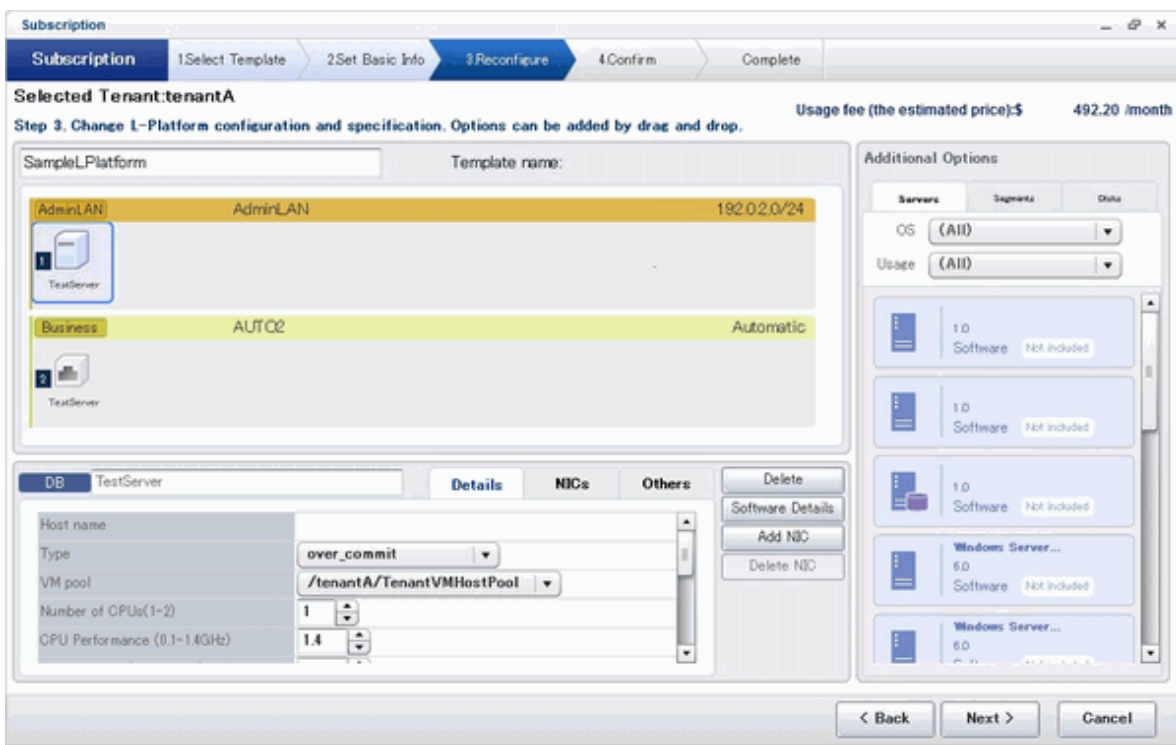 Subscription
Subscription 1.Select Template 2.Set Basic Info 3.Reconfigure 4.Confirm Complete
Selected Tenant:tenantA
Usage fee (the estimated price):$ 492.20 /month
Step 3. Change L-Platform configuration and specification. Options can be added by drag and drop.
SampleLPlatform Template name:
AdminLAN AdminLAN 192.0.2.0/24
1
TestServer
Business AUTO2 Automatic
2
TestServer
DB TestServer Details NICs Others
Host name
Type over_commit
VM pool /tenantA/TenantVMHostPool
Number of CPUs(1-2) 1
CPU Performance (0.1-1.4GHz) 1.4
Delete
Software Details
Add NIC
Delete NIC
Additional Options
Servers Segments Disks
OS (All)
Usage (All)
1.0
Software Not included
1.0
Software Not included
1.0
Software Not included
Windows Server...
6.0
Software Not included
Windows Server...
6.0
< Back Next > Cancel